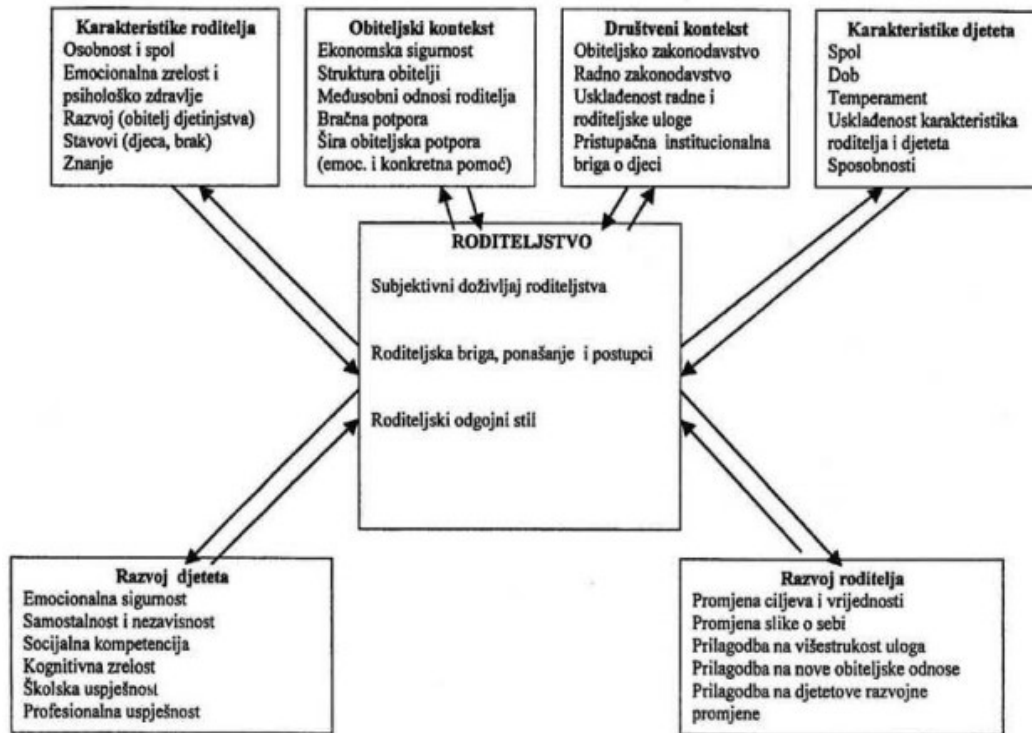 Karakteristike roditelja
Osobnost i spol
Emocionalna zrelost i
psihološko zdravlje
Razvoj (obitelj djetinjstva)
Stavovi (djeca, brak)
Znanje
Obiteljski kontekst
Ekonomska sigurnost
Struktura obitelji
Međusobni odnosi roditelja
Bračna potpora
Šira obiteljska potpora
(emoc. i konkretna pomoć)
Društveni kontekst
Obiteljsko zakonodavstvo
Radno zakonodavstvo
Usklađenost radne i
roditeljske uloge
Pristupačna institucionalna
briga o djeci
Karakteristike djeteta
Spol
Dob
Temperament
Usklađenost karakteristika
roditelja i djeteta
Sposobnosti
RODITELJSTVO
Subjektivni doživljaj roditeljstva
Roditeljska briga, ponašanje i postupci
Roditeljski odgojni stil
Razvoj djeteta
Emocionalna sigurnost
Samostalnost i nezavisnost
Socijalna kompetencija
Kognitivna zrelost
Školska uspješnost
Profesionalna uspješnost
Razvoj roditelja
Promjena ciljeva i vrijednosti
Promjena slike o sebi
Prilagodba na višestrukost uloga
Prilagodba na nove obiteljske odnose
Prilagodba na djetetove razvojne
promjene